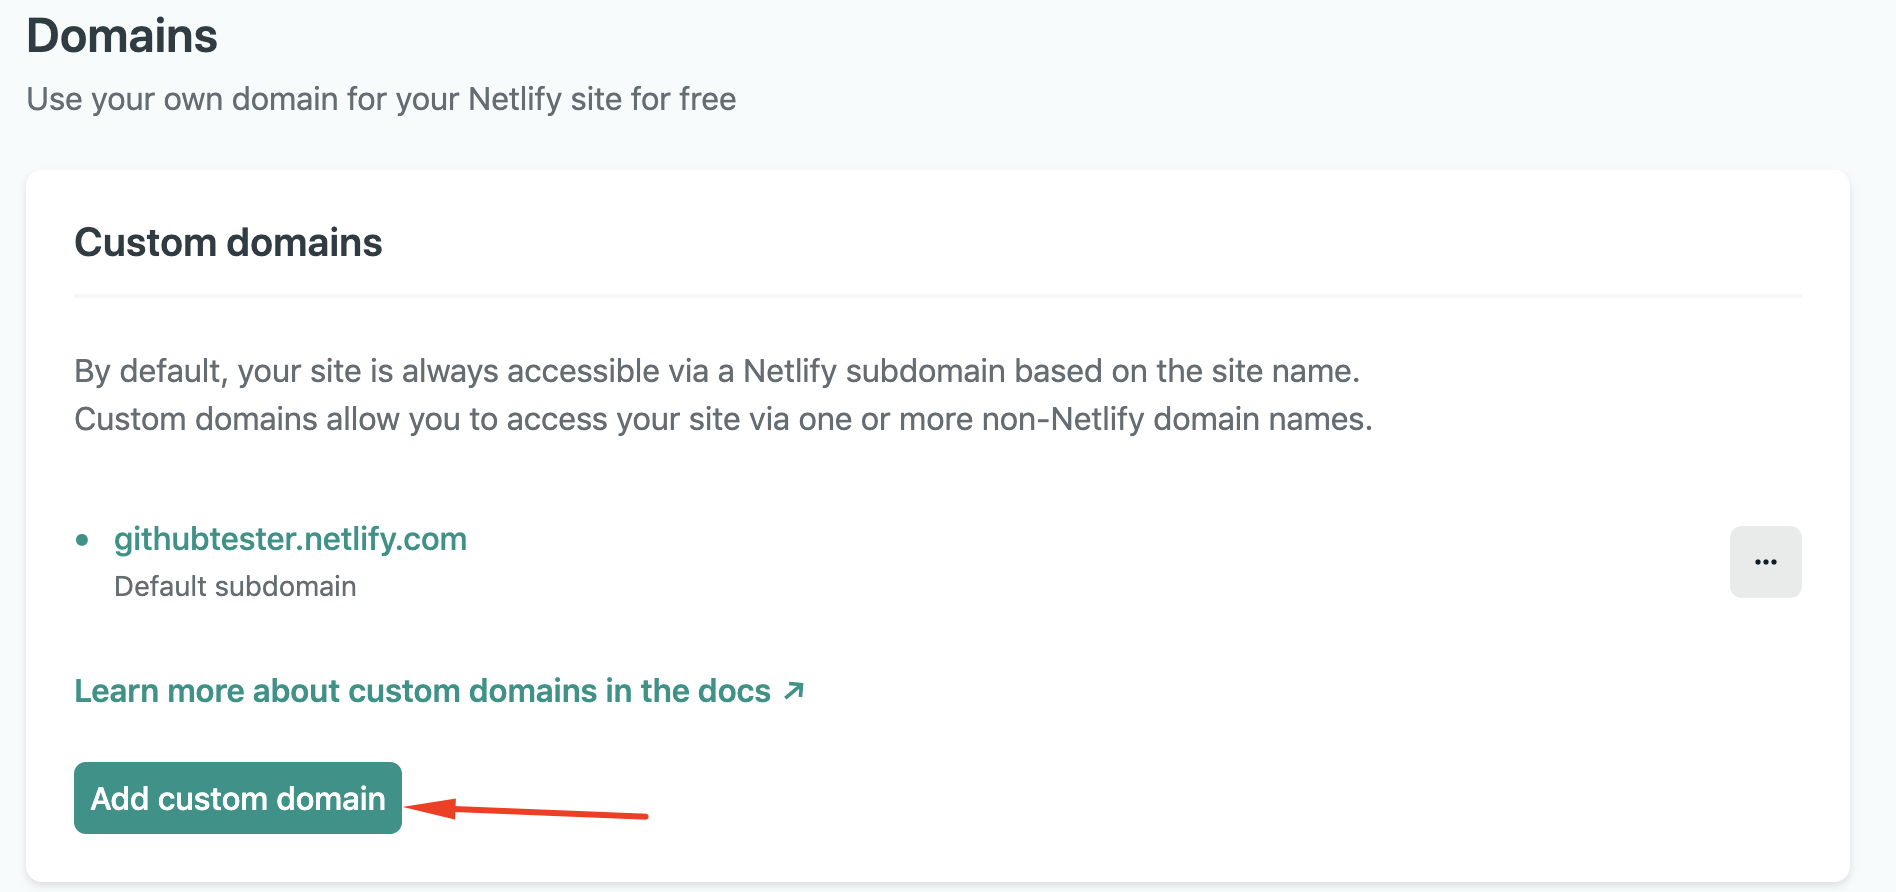 Domains
Use your own domain for your Netlify site for free
Custom domains
By default, your site is always accessible via a Netlify subdomain based on the site name.
Custom domains allow you to access your site via one or more non-Netlify domain names.
githubtester.netlify.com
Default subdomain
Learn more about custom domains in the docs
Add custom domain